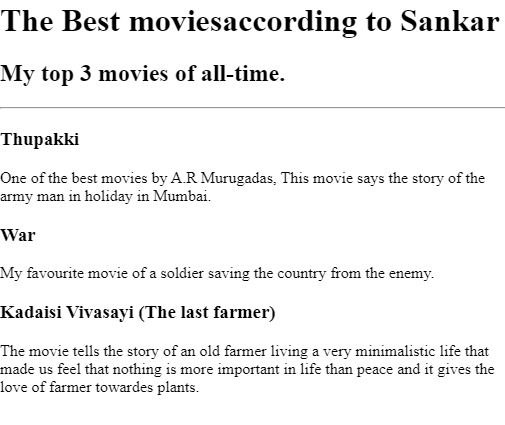 The Best moviesaccording to Sankar
My top 3 movies of all-time.
Thupakki
One of the best movies by A.R Murugadas, This movie says the story of the
army man in holiday in Mumbai.
War
My favourite movie of a soldier saving the country from the enemy.
Kadaisi Vivasayi (The last farmer)
The movie tells the story of an old farmer living a very minimalistic life that
made us feel that nothing is more important in life than peace and it gives the
love of farmer towardes plants.